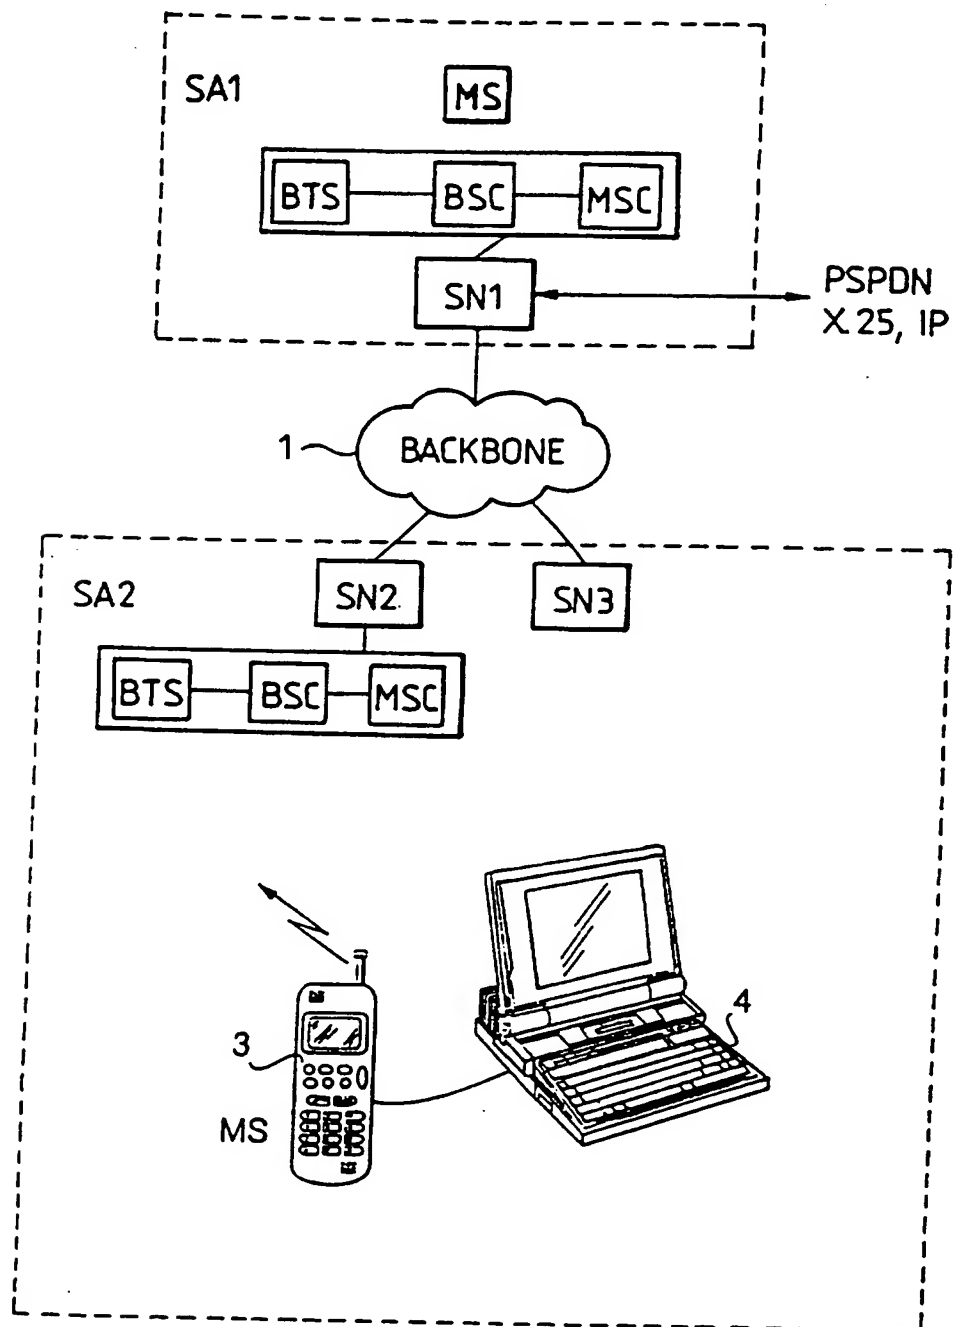 SA1
MS
BTS
BSC
MSC
SN1
PSPDN
X.25, IP
1
BACKBONE
SA2
SN2
SN3
BTS
BSC
MSC
3
4
MS